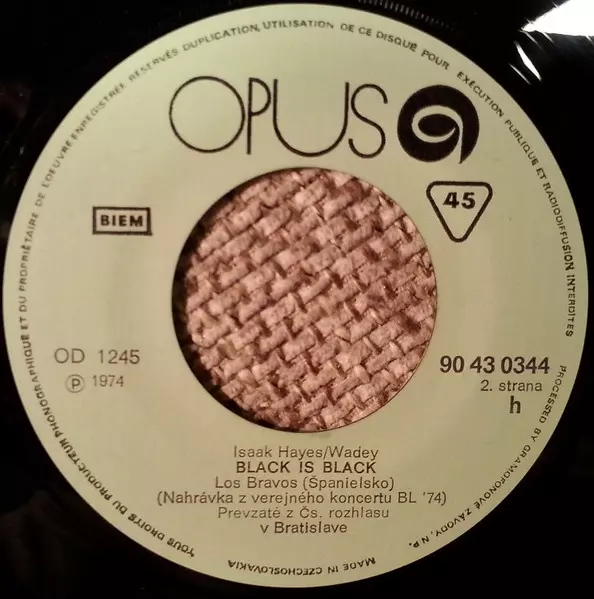 OPUS
45
BIEM
OD 1245
Ⓟ 1974
90 43 0344
2. strana
h
Isaak Hayes/Wadey
BLACK IS BLACK
Los Bravos (Španielsko)
(Nahrávka z verejného koncertu BL '74)
Prevzaté z Čs. rozhlasu
v Bratislave
TOUS DROITS DU PRODUCTEUR PHONOGRAPHIQUE ET DU PROPRIÉTAIRE DE L'OEUVRE ENREGISTRÉE RÉSERVÉS DUPLICATION, UTILISATION DE CE DISQUE POUR EXÉCUTION PUBLIQUE ET RADIODIFFUSION INTERDITES
PROCESSED BY GRAMOFONOVÉ ZÁVODY, N.P.
MADE IN CZECHOSLOVAKIA